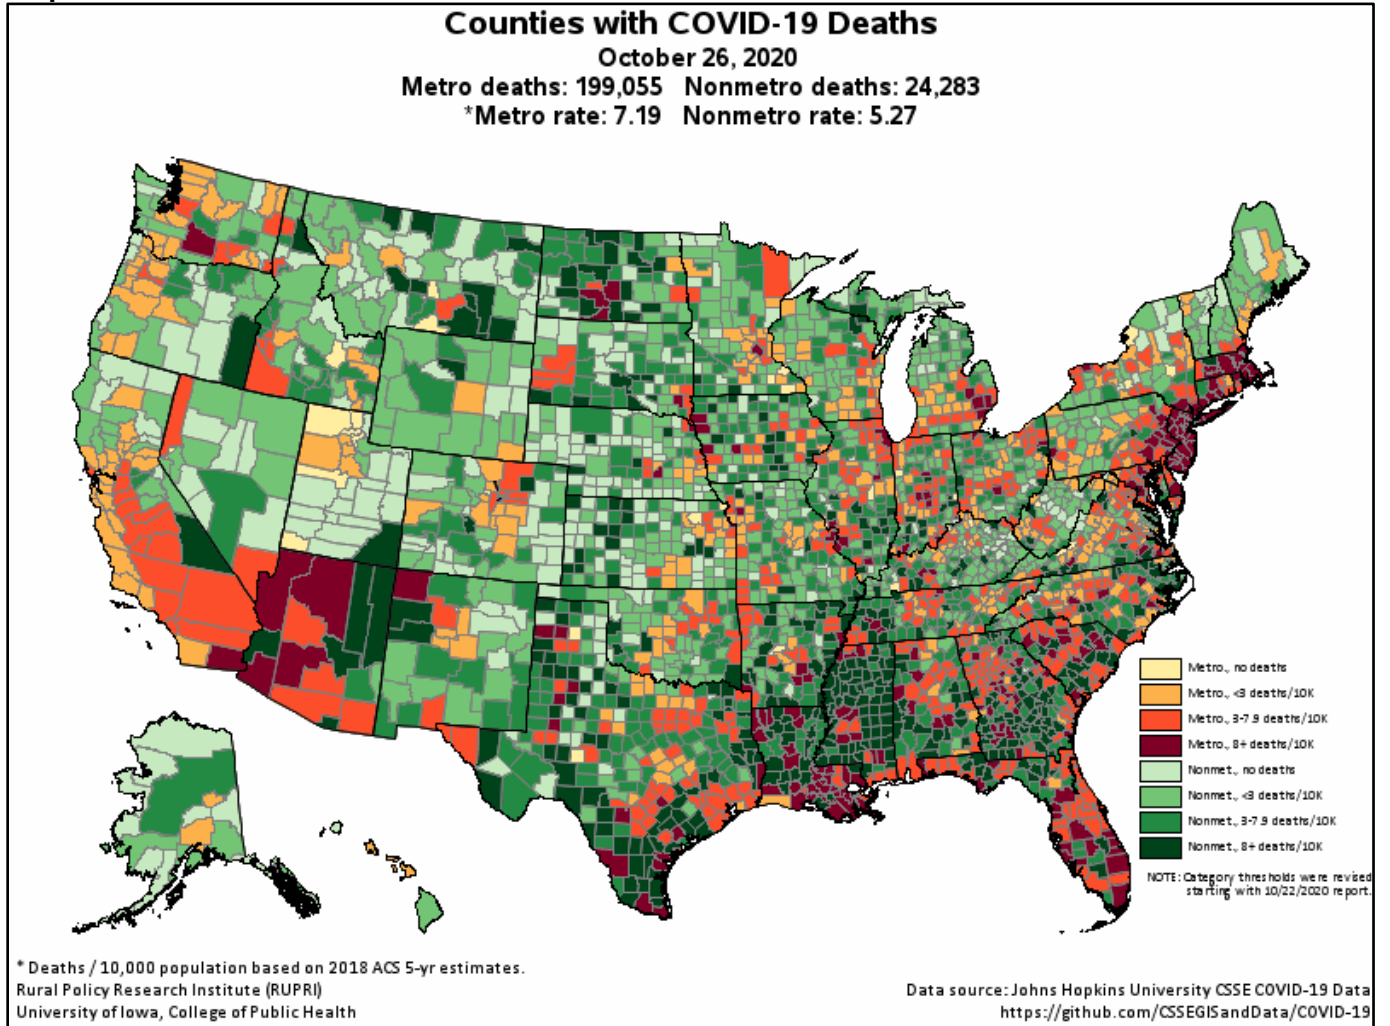 Counties with COVID-19 Deaths
October 26, 2020
Metro deaths: 199,055 Nonmetro deaths: 24,283
*Metro rate: 7.19 Nonmetro rate: 5.27
Metro., no deaths
Metro., <3 deaths/10K
Metro., 3-7.9 deaths/10K
Metro., 8+ deaths/10K
Nonmet., no deaths
Nonmet., <3 deaths/10K
Nonmet., 3-7.9 deaths/10K
Nonmet., 8+ deaths/10K
NOTE: Category thresholds were revised
starting with 10/22/2020 report.
* Deaths / 10,000 population based on 2018 ACS 5-yr estimates.
Rural Policy Research Institute (RUPRI)
University of Iowa, College of Public Health
Data source: Johns Hopkins University CSSE COVID-19 Data
https://github.com/CSSEGISandData/COVID-19